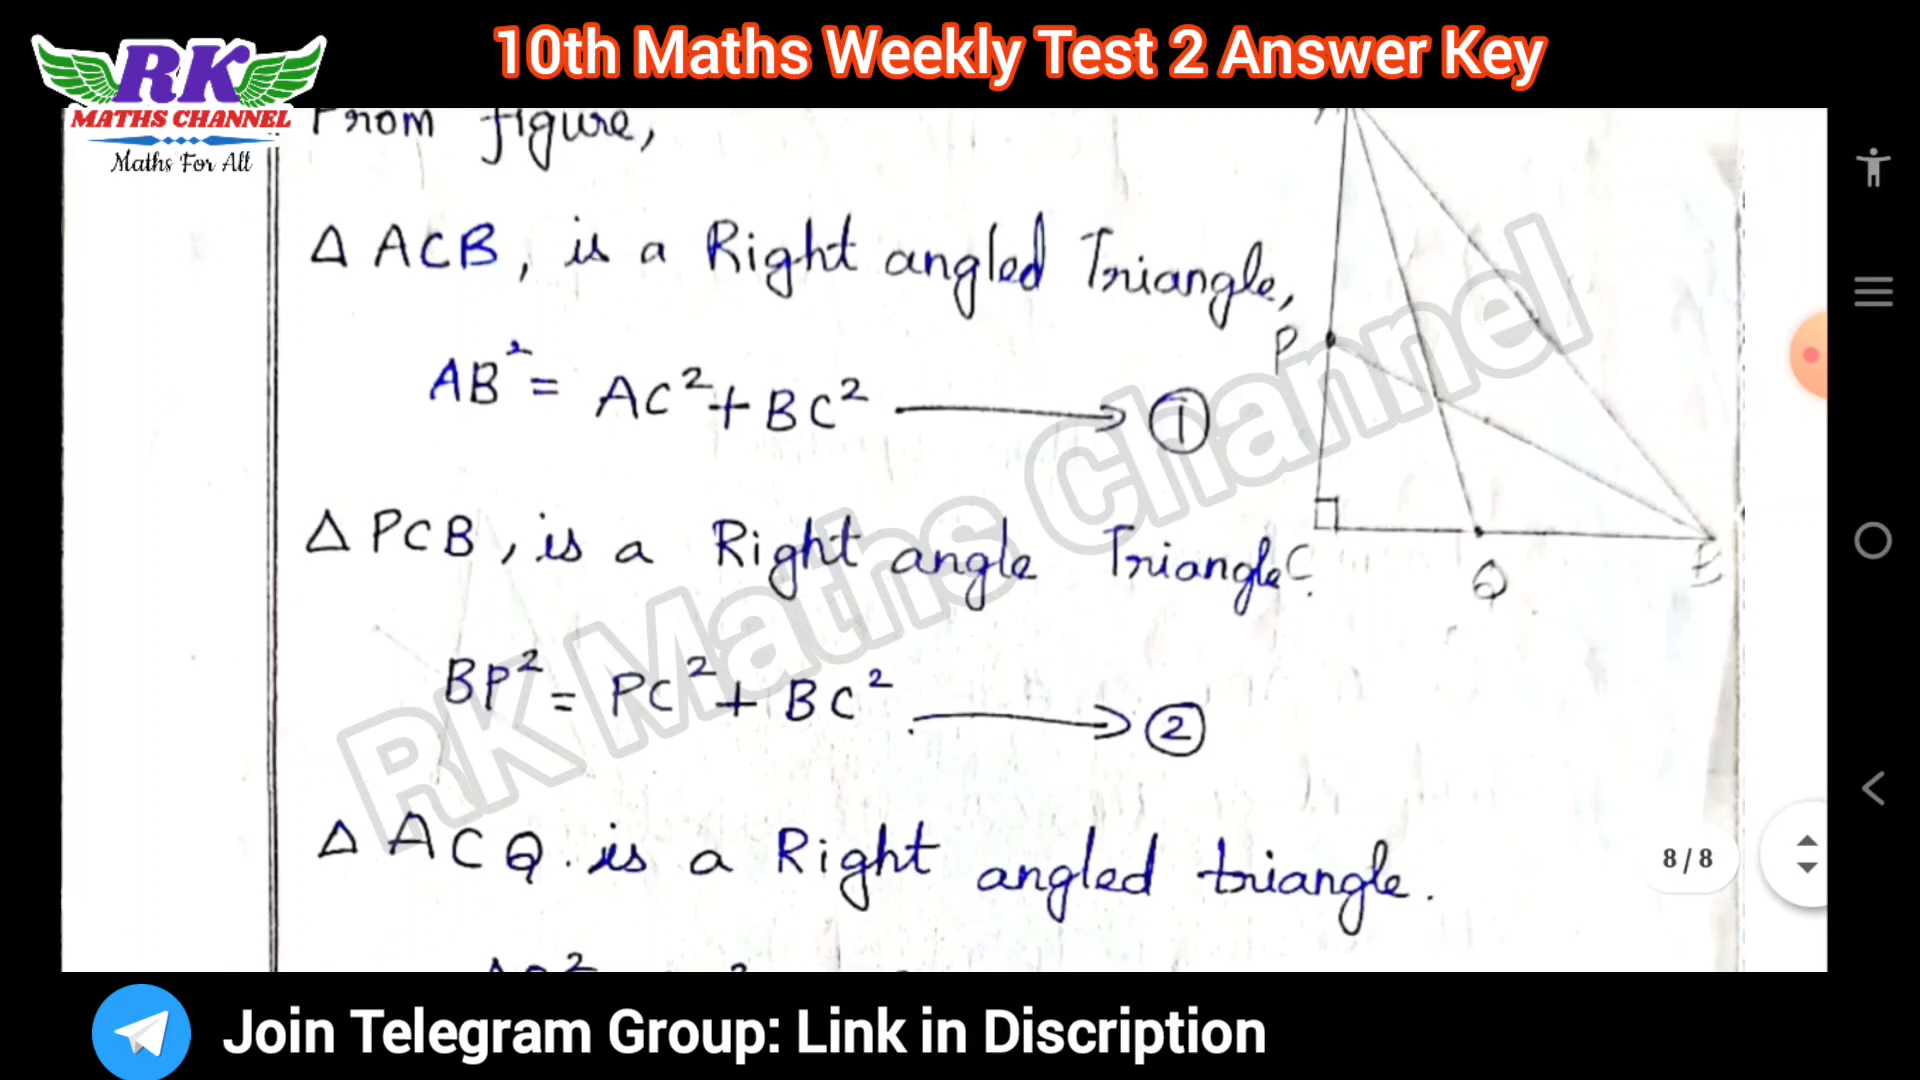 10th Maths Weekly Test 2 Answer Key
RK
MATHS CHANNEL
Maths For All
From figure,
Δ ACB, is a Right angled Triangle,
AB² = AC² + BC² ⟶ ①
P
Δ PCB, is a Right angle Triangle.
C
Q
BP² = PC² + BC² ⟶ ②
Δ ACQ. is a Right angled triangle.
8/8
RK Maths Channel
Join Telegram Group: Link in Discription